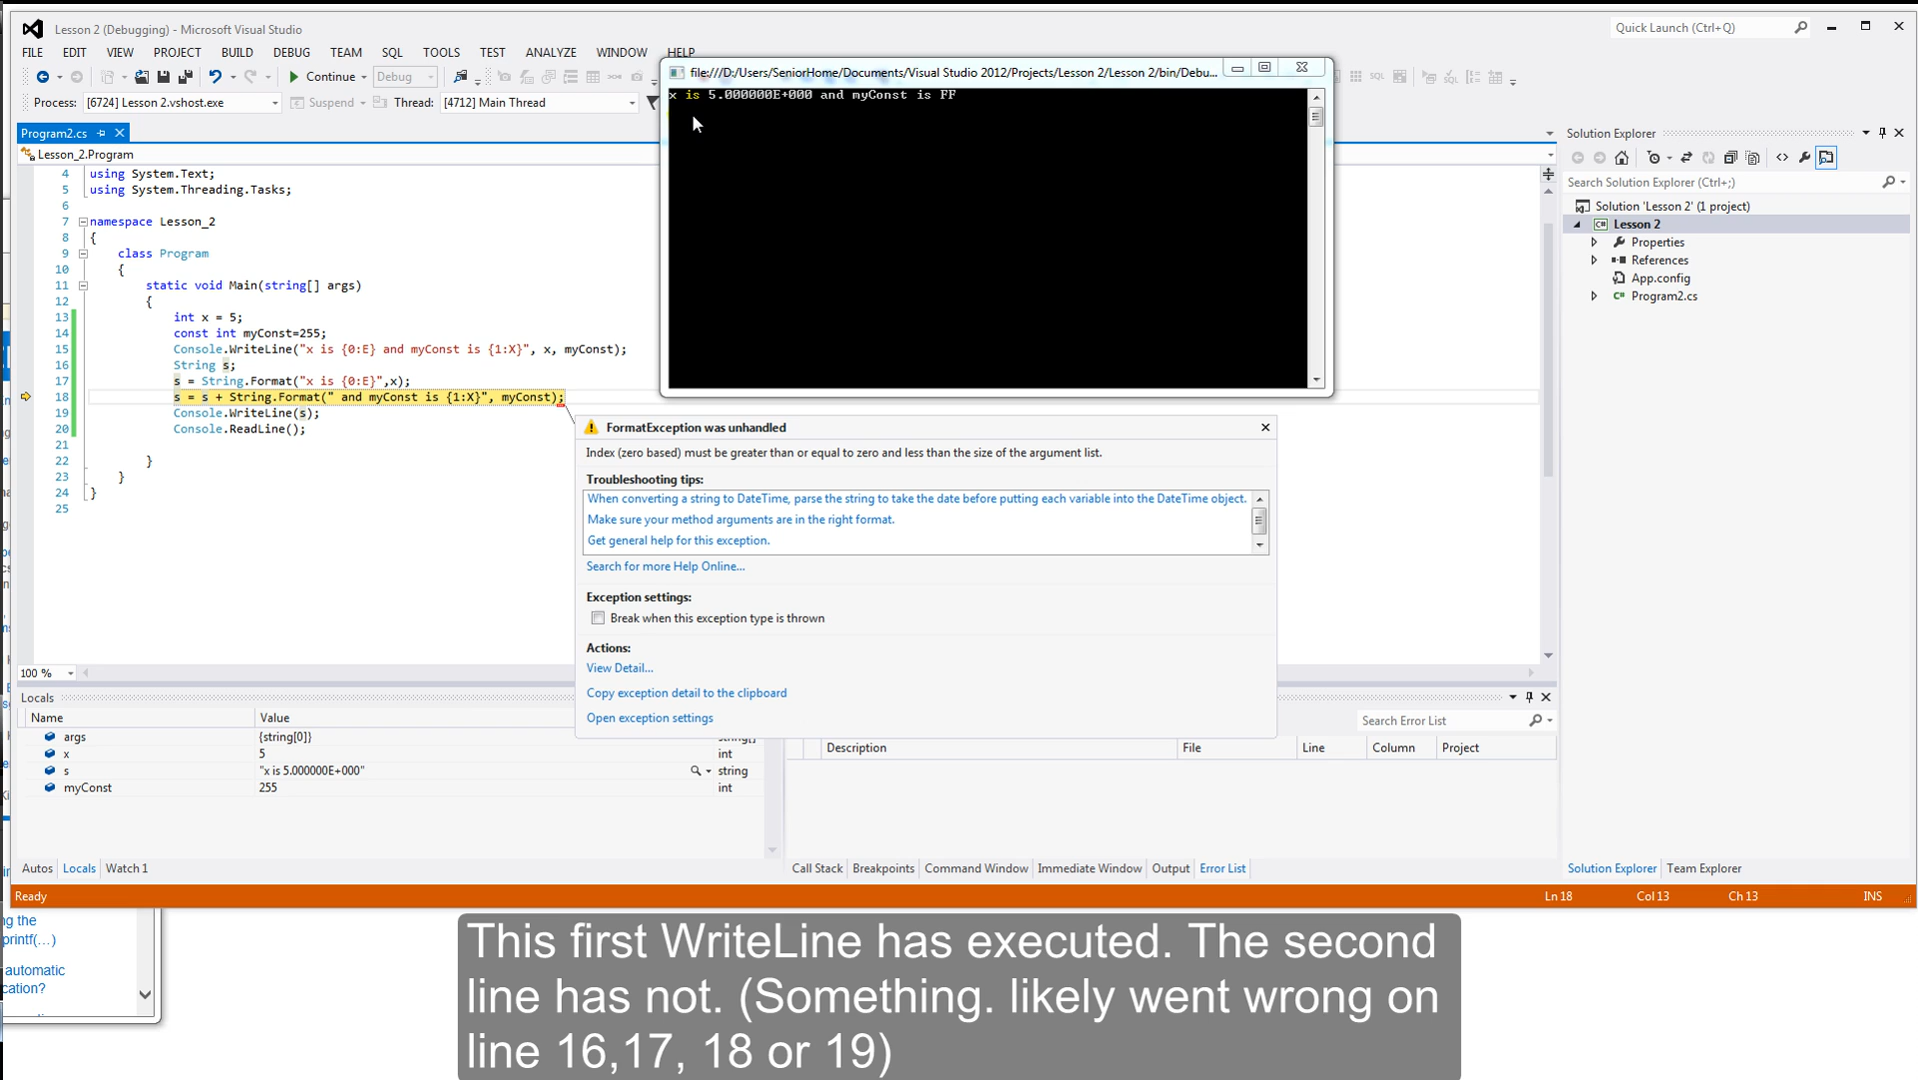 Lesson 2 (Debugging) - Microsoft Visual Studio
Quick Launch (Ctrl+Q)
FILE EDIT VIEW PROJECT BUILD DEBUG TEAM SQL TOOLS TEST ANALYZE WINDOW HELP
Continue Debug
Process: [6724] Lesson 2.vshost.exe Suspend Thread: [4712] Main Thread
file:///D:/Users/SeniorHome/Documents/Visual Studio 2012/Projects/Lesson 2/Lesson 2/bin/Debu...
x is 5.000000E+000 and myConst is FF
Program2.cs
Lesson_2.Program
4 using System.Text;
5 using System.Threading.Tasks;
6
7 namespace Lesson_2
8 {
9 class Program
10 {
11 static void Main(string[] args)
12 {
13 int x = 5;
14 const int myConst=255;
15 Console.WriteLine("x is {0:E} and myConst is {1:X}", x, myConst);
16 String s;
17 s = String.Format("x is {0:E}",x);
18 s = s + String.Format(" and myConst is {1:X}", myConst);
19 Console.WriteLine(s);
20 Console.ReadLine();
21
22 }
23 }
24 }
25
100 %
FormatException was unhandled
Index (zero based) must be greater than or equal to zero and less than the size of the argument list.
Troubleshooting tips:
When converting a string to DateTime, parse the string to take the date before putting each variable into the DateTime object.
Make sure your method arguments are in the right format.
Get general help for this exception.
Search for more Help Online...
Exception settings:
Break when this exception type is thrown
Actions:
View Detail...
Copy exception detail to the clipboard
Open exception settings
Solution Explorer
Search Solution Explorer (Ctrl+;)
Solution 'Lesson 2' (1 project)
Lesson 2
Properties
References
App.config
Program2.cs
Locals
Name Value
args {string[0]}
x 5 int
s "x is 5.000000E+000" string
myConst 255 int
Autos Locals Watch 1
Search Error List
Description File Line Column Project
Call Stack Breakpoints Command Window Immediate Window Output Error List
Solution Explorer Team Explorer
Ready Ln 18 Col 13 Ch 13 INS
ng the
printf(...)
automatic
cation?
This first WriteLine has executed. The second
line has not. (Something. likely went wrong on
line 16,17, 18 or 19)